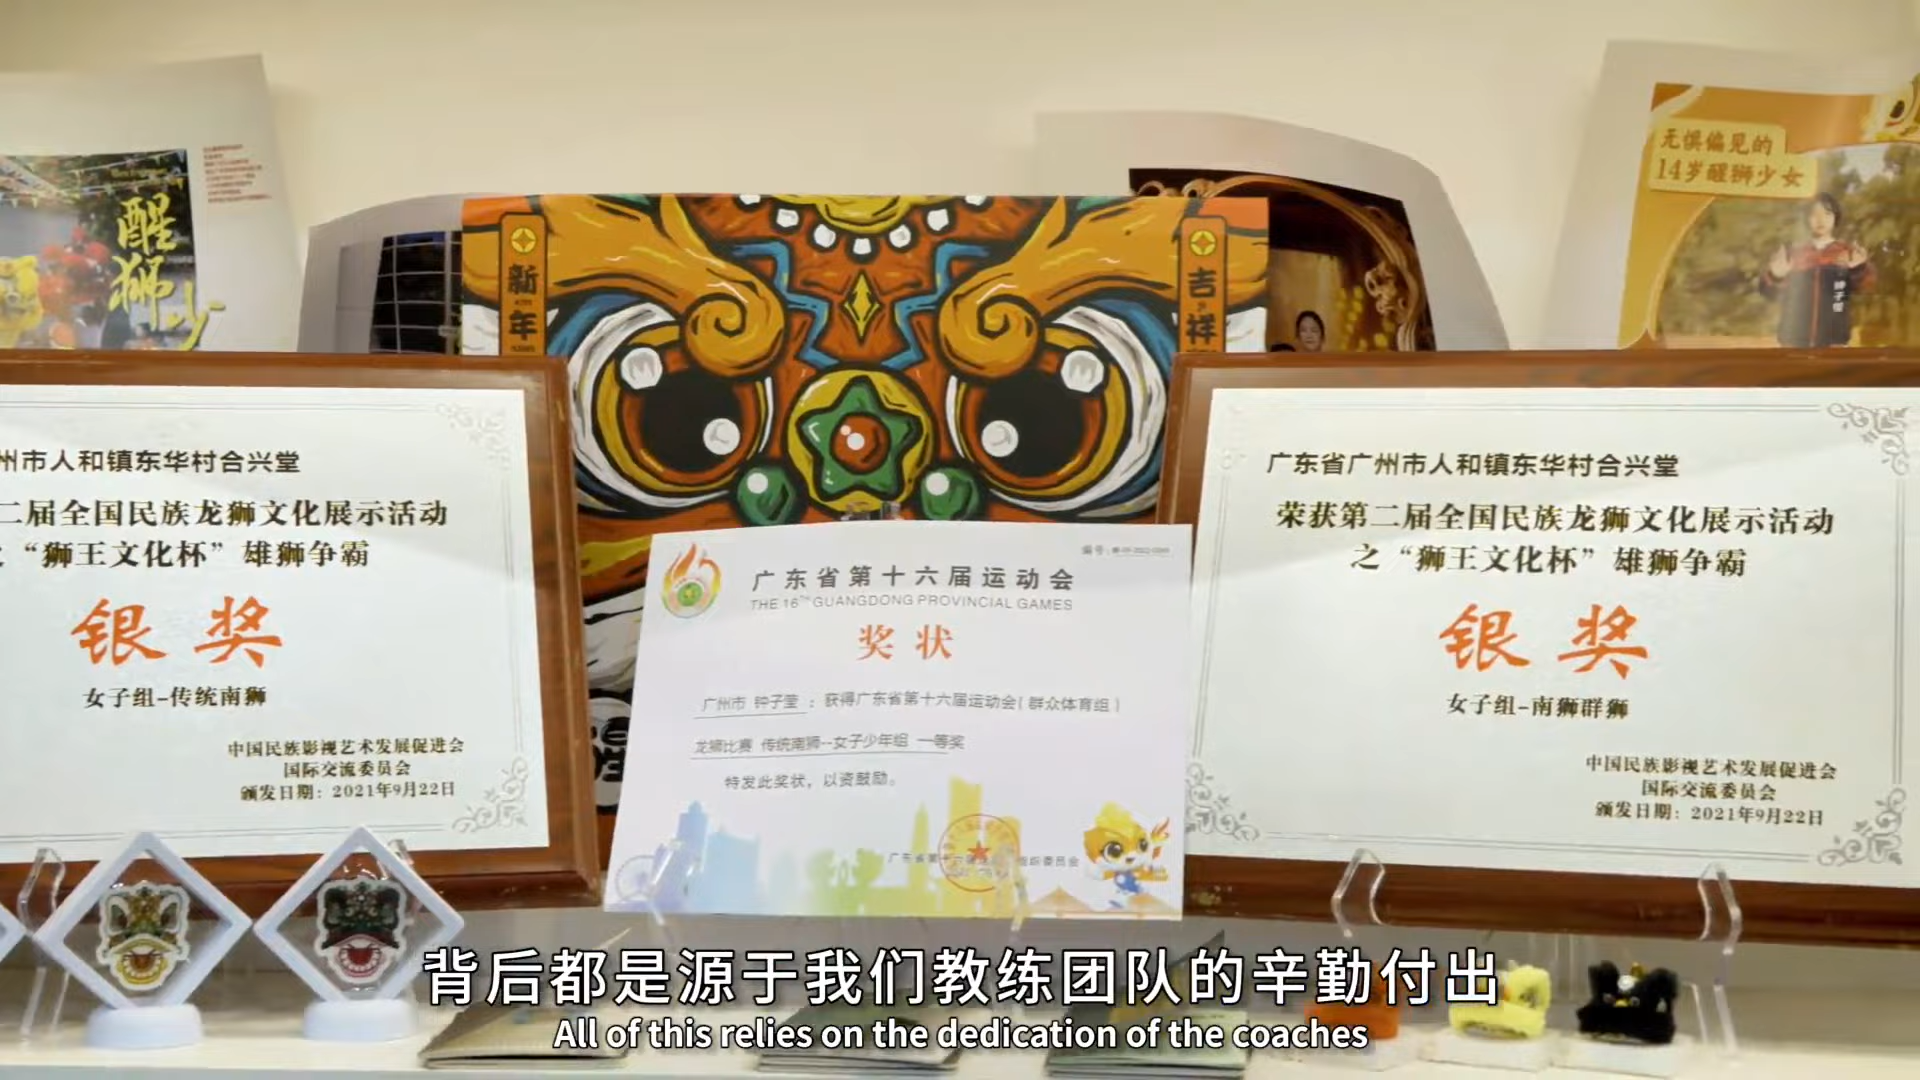 醒
狮
少
无惧偏见的
14岁醒狮少女
钟子莹
新年
吉祥
州市人和镇东华村合兴堂
二届全国民族龙狮文化展示活动
“狮王文化杯”雄狮争霸
银奖
女子组-传统南狮
中国民族影视艺术发展促进会
国际交流委员会
颁发日期：2021年9月22日
广东省第十六届运动会
THE 16TH GUANGDONG PROVINCIAL GAMES
奖状
广州市 钟子莹：获得广东省第十六届运动会（群众体育组）
龙狮比赛 传统南狮--女子少年组 一等奖
特发此奖状，以资鼓励。
广东省广州市人和镇东华村合兴堂
荣获第二届全国民族龙狮文化展示活动
之“狮王文化杯”雄狮争霸
银奖
女子组-南狮群狮
中国民族影视艺术发展促进会
国际交流委员会
颁发日期：2021年9月22日
背后都是源于我们教练团队的辛勤付出
All of this relies on the dedication of the coaches